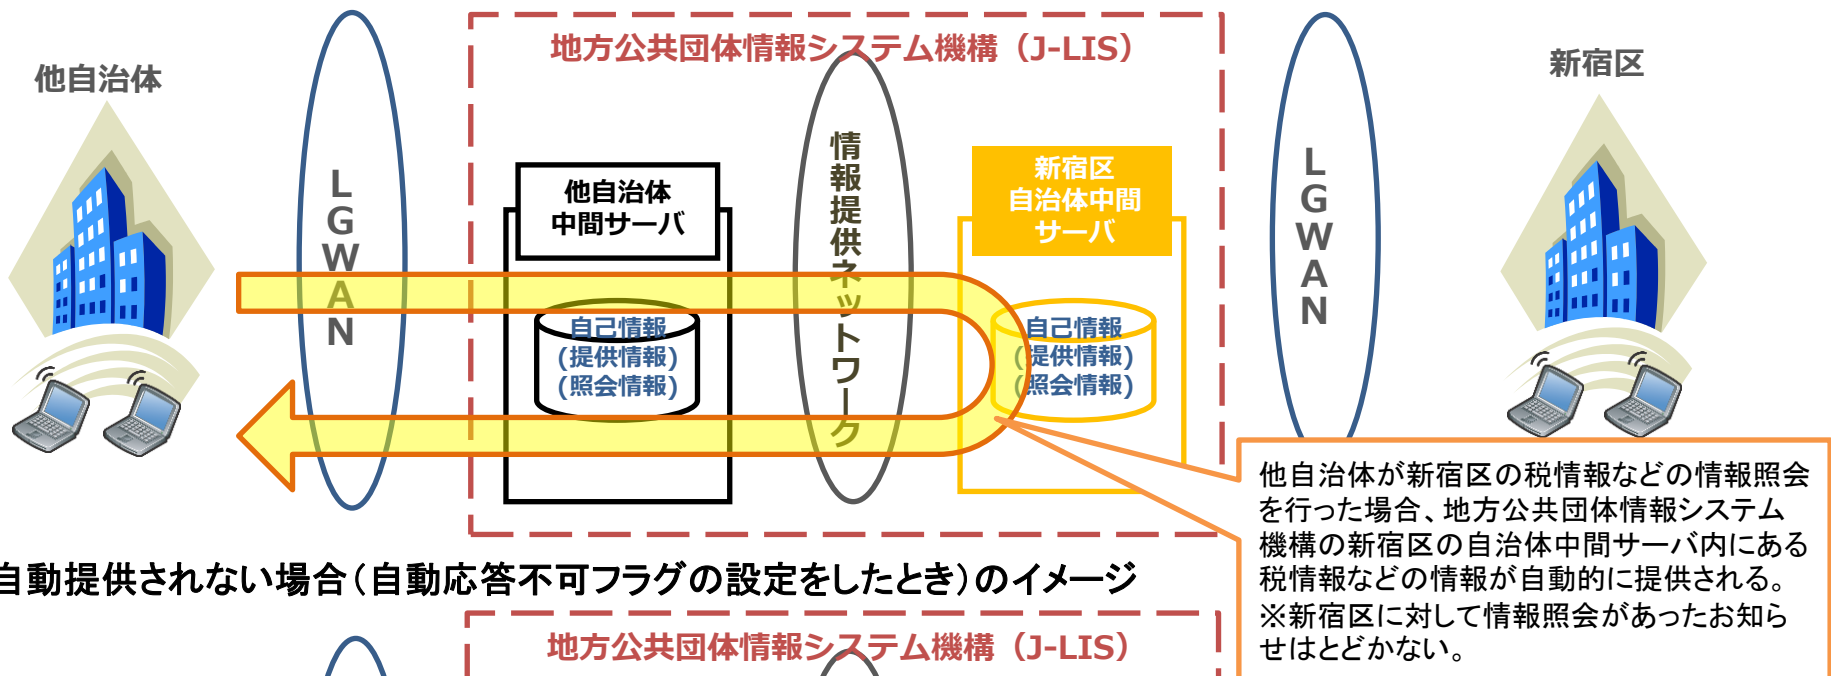 地方公共団体情報システム機構（J-LIS）
他自治体
新宿区
LGWAN
他自治体
中間サーバ
自己情報
(提供情報)
(照会情報)
情報提供ネットワーク
新宿区
自治体中間
サーバ
自己情報
(提供情報)
(照会情報)
LGWAN
他自治体が新宿区の税情報などの情報照会
を行った場合、地方公共団体情報システム
機構の新宿区の自治体中間サーバ内にある
税情報などの情報が自動的に提供される。
※新宿区に対して情報照会があったお知ら
せはとどかない。
自動提供されない場合（自動応答不可フラグの設定をしたとき）のイメージ
地方公共団体情報システム機構（J-LIS）